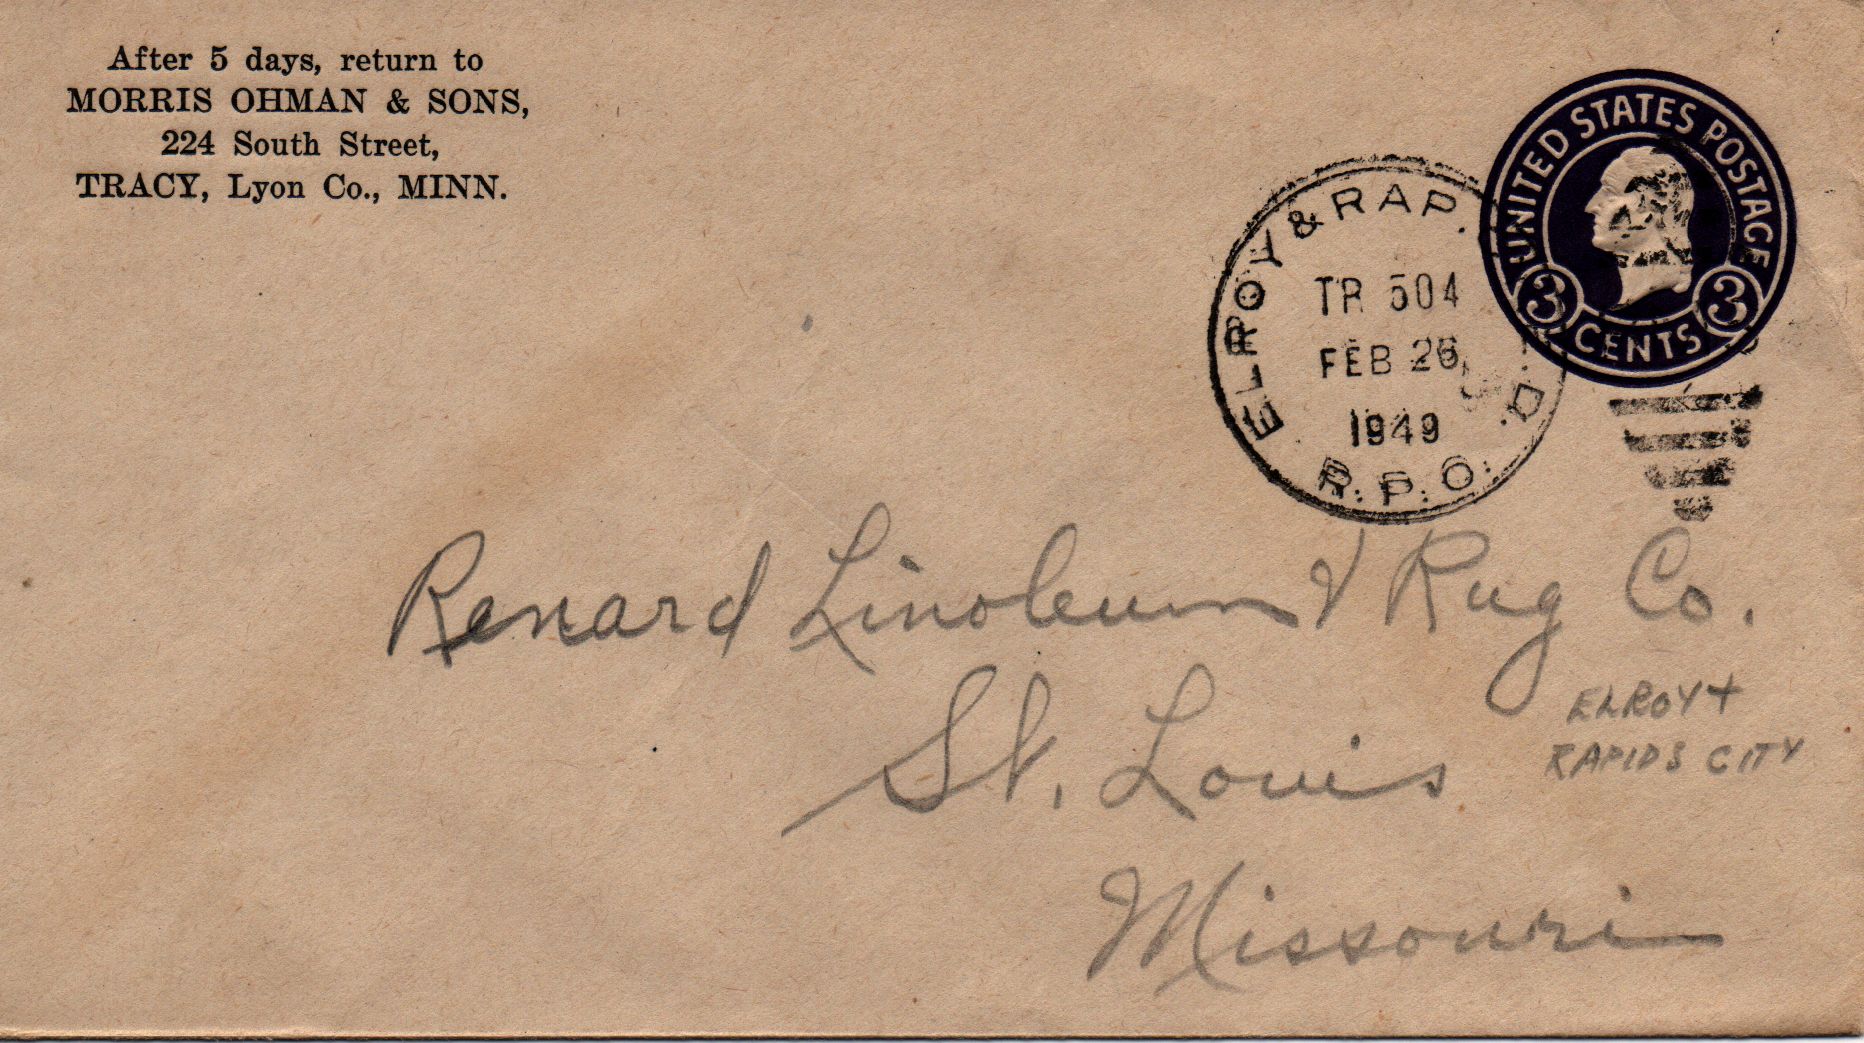 After 5 days, return to
MORRIS OHMAN & SONS,
224 South Street,
TRACY, Lyon Co., MINN.
UNITED STATES POSTAGE
3 CENTS 3
ELROY & RAP. C., S.D.
TR 504
FEB 26
1949
R.P.O.
Renard Linoleum & Rug Co.
St. Louis
Missouri
ELROY +
RAPIDS CITY